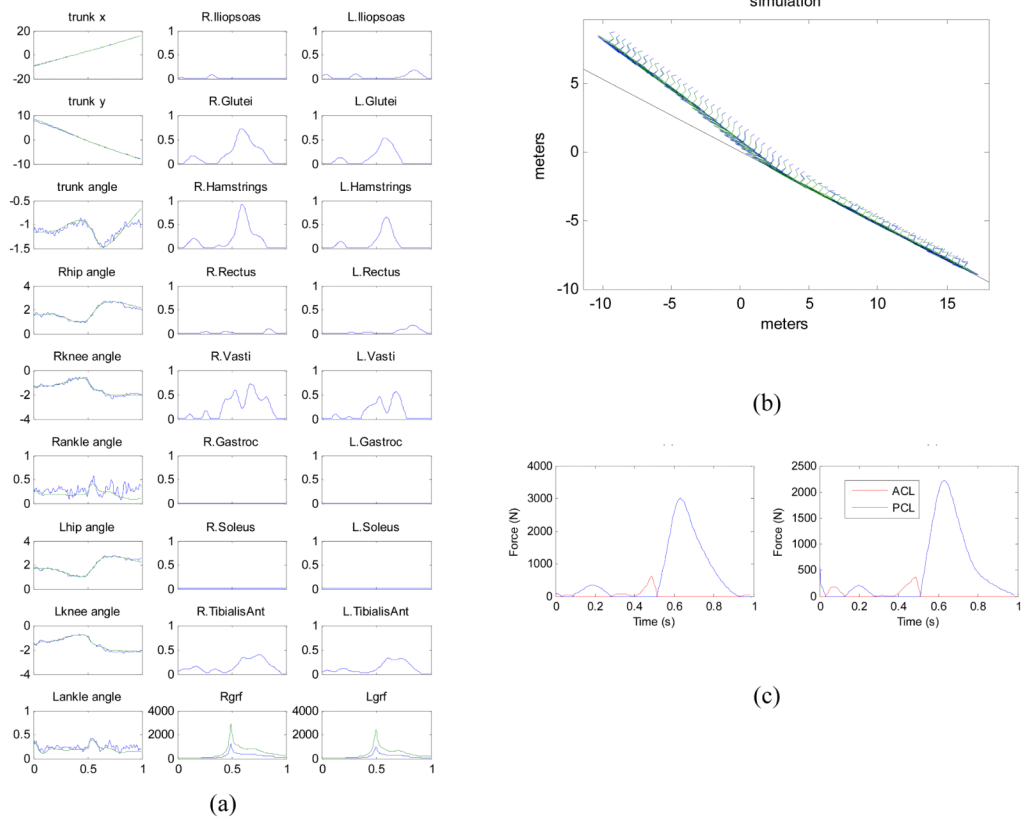 trunk x R.Iliopsoas L.Iliopsoas
20 1 1
0 0.5 0.5
-20 0 0
trunk y R.Glutei L.Glutei
10 1 1
0 0.5 0.5
-10 0 0
trunk angle R.Hamstrings L.Hamstrings
-0.5 1 1
-1 0.5 0.5
-1.5 0 0
Rhip angle R.Rectus L.Rectus
4 1 1
2 0.5 0.5
0 0 0
Rknee angle R.Vasti L.Vasti
0 1 1
-2 0.5 0.5
-4 0 0
Rankle angle R.Gastroc L.Gastroc
1 1 1
0.5 0.5 0.5
0 0 0
Lhip angle R.Soleus L.Soleus
4 1 1
2 0.5 0.5
0 0 0
Lknee angle R.TibialisAnt L.TibialisAnt
0 1 1
-2 0.5 0.5
-4 0 0
Lankle angle Rgrf Lgrf
1 4000 4000
0.5 2000 2000
0 0 0
0 0.5 1 0 0.5 1 0 0.5 1
(a)
simulation
meters
5
0
-5
-10
-10 -5 0 5 10 15
meters
(b)
Force (N)
4000
3000
2000
1000
0
0 0.2 0.4 0.6 0.8 1
Time (s)
Force (N)
2500
2000
1500
1000
500
0
0 0.2 0.4 0.6 0.8 1
Time (s)
ACL
PCL
(c)